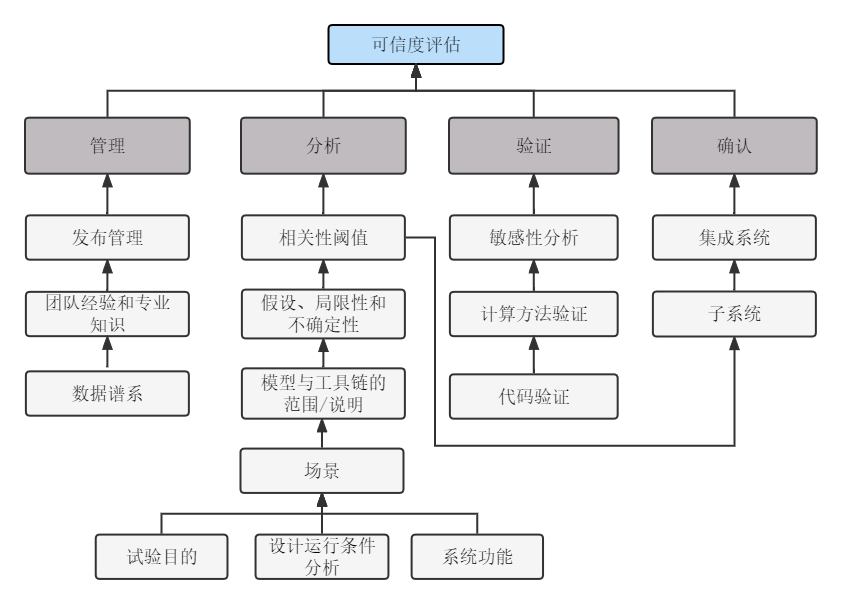 可信度评估
管理
分析
验证
确认
发布管理
相关性阈值
敏感性分析
集成系统
团队经验和专业
知识
假设、局限性和
不确定性
计算方法验证
子系统
数据谱系
模型与工具链的
范围/说明
代码验证
场景
试验目的
设计运行条件
分析
系统功能